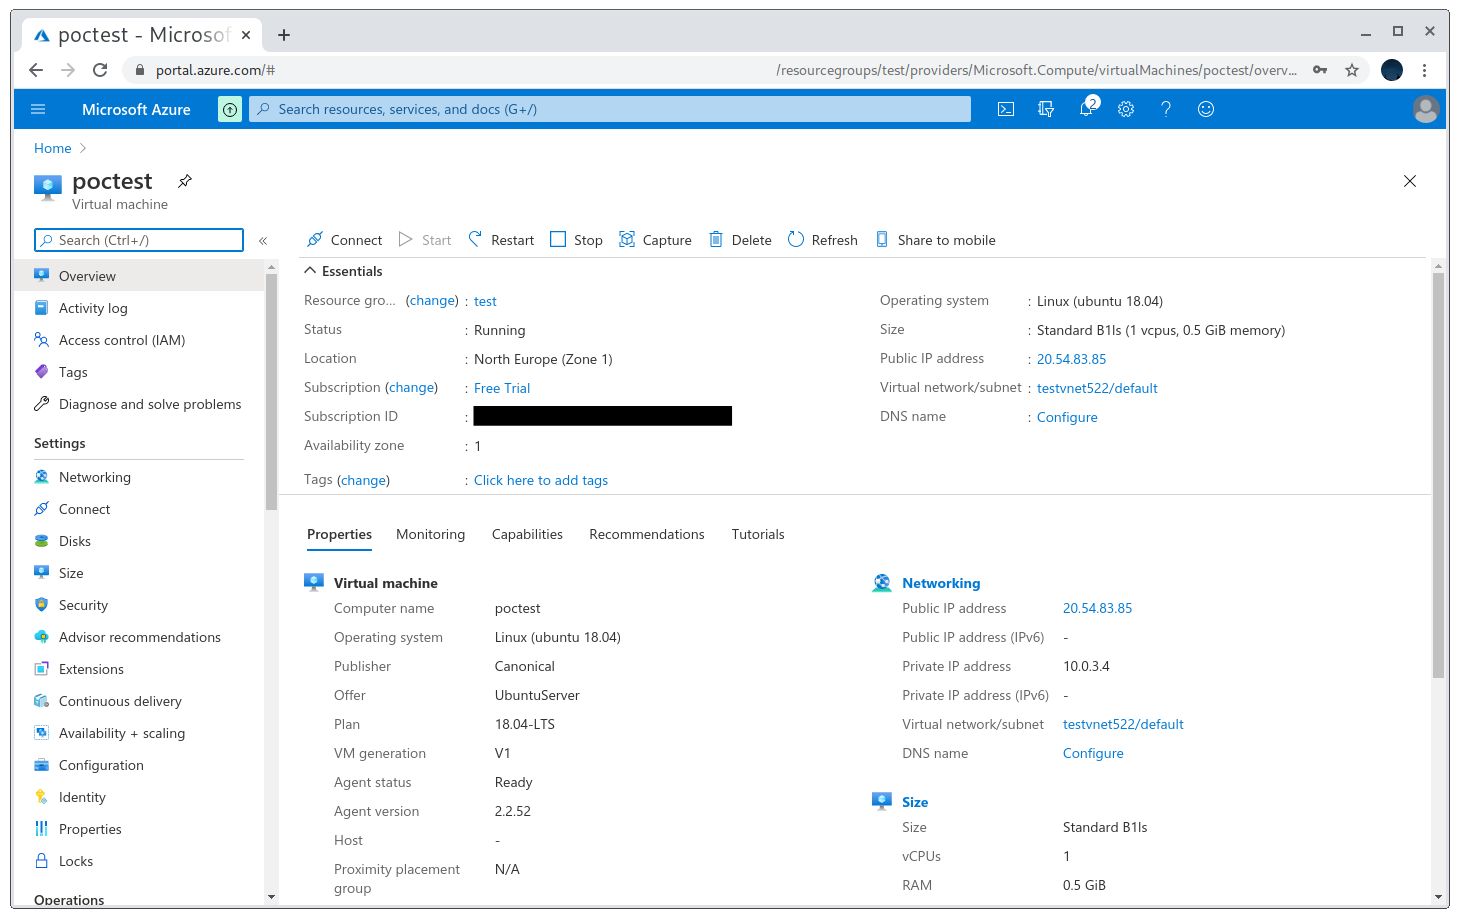 poctest - Microsof
portal.azure.com/# /resourcegroups/test/providers/Microsoft.Compute/virtualMachines/poctest/overv...
Microsoft Azure Search resources, services, and docs (G+/) 2
Home
poctest
Virtual machine
Search (Ctrl+/)
Overview
Activity log
Access control (IAM)
Tags
Diagnose and solve problems
Settings
Networking
Connect
Disks
Size
Security
Advisor recommendations
Extensions
Continuous delivery
Availability + scaling
Configuration
Identity
Properties
Locks
Operations
Connect Start Restart Stop Capture Delete Refresh Share to mobile
Essentials
Resource gro... (change) : test
Status : Running
Location : North Europe (Zone 1)
Subscription (change) : Free Trial
Subscription ID :
Availability zone : 1
Tags (change) : Click here to add tags
Operating system : Linux (ubuntu 18.04)
Size : Standard B1ls (1 vcpus, 0.5 GiB memory)
Public IP address : 20.54.83.85
Virtual network/subnet : testvnet522/default
DNS name : Configure
Properties Monitoring Capabilities Recommendations Tutorials
Virtual machine
Computer name poctest
Operating system Linux (ubuntu 18.04)
Publisher Canonical
Offer UbuntuServer
Plan 18.04-LTS
VM generation V1
Agent status Ready
Agent version 2.2.52
Host -
Proximity placement N/A
group
Networking
Public IP address 20.54.83.85
Public IP address (IPv6) -
Private IP address 10.0.3.4
Private IP address (IPv6) -
Virtual network/subnet testvnet522/default
DNS name Configure
Size
Size Standard B1ls
vCPUs 1
RAM 0.5 GiB